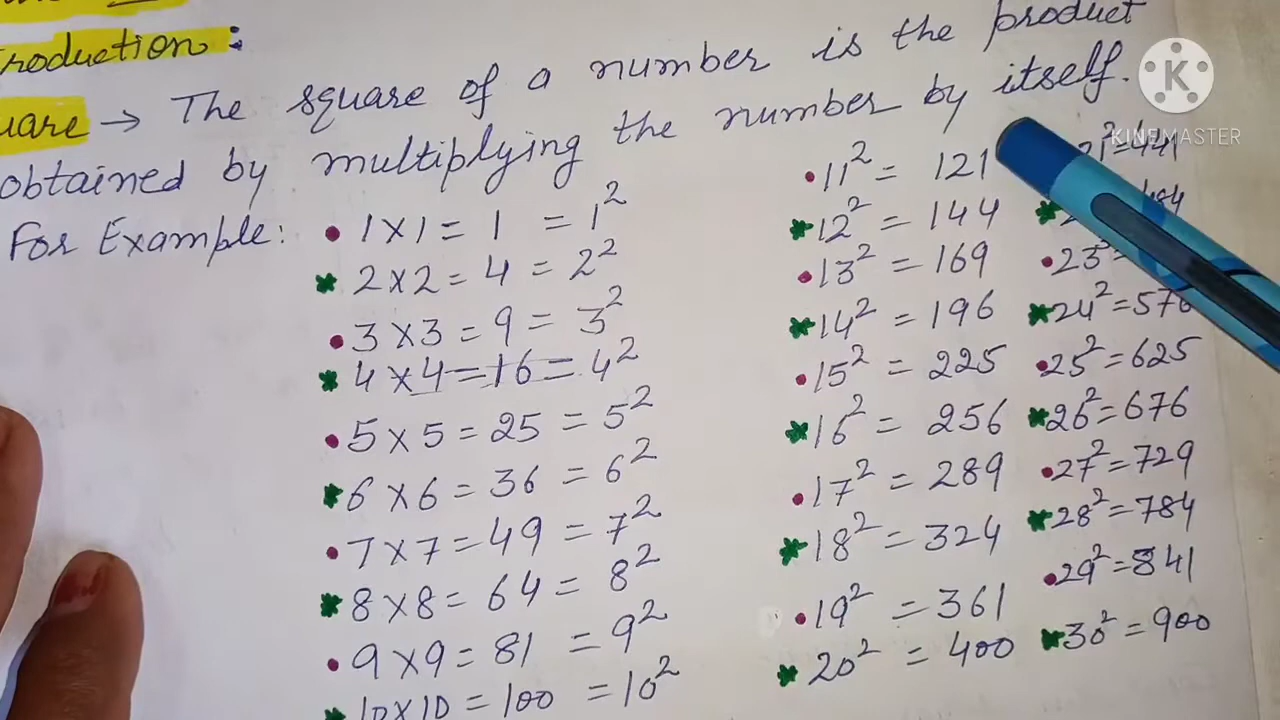 roduction:
uare → The square of a number is the product
obtained by multiplying the number by itself.
For Example:
• 1×1= 1 = 1²
* 2×2= 4 = 2²
• 3×3= 9 = 3²
* 4×4=16= 4²
• 5×5= 25 = 5²
* 6×6= 36 = 6²
• 7×7= 49 = 7²
* 8×8= 64 = 8²
• 9×9= 81 = 9²
* 10×10=100 =10²
• 11² = 121
* 12² = 144
• 13² = 169
* 14² = 196
• 15² = 225
* 16² = 256
• 17² = 289
* 18² = 324
• 19² = 361
* 20² = 400
21²=441
• 23²=
* 24²=576
• 25²=625
* 26²=676
• 27²=729
* 28²=784
• 29²=841
* 30²=900
K
KINEMASTER